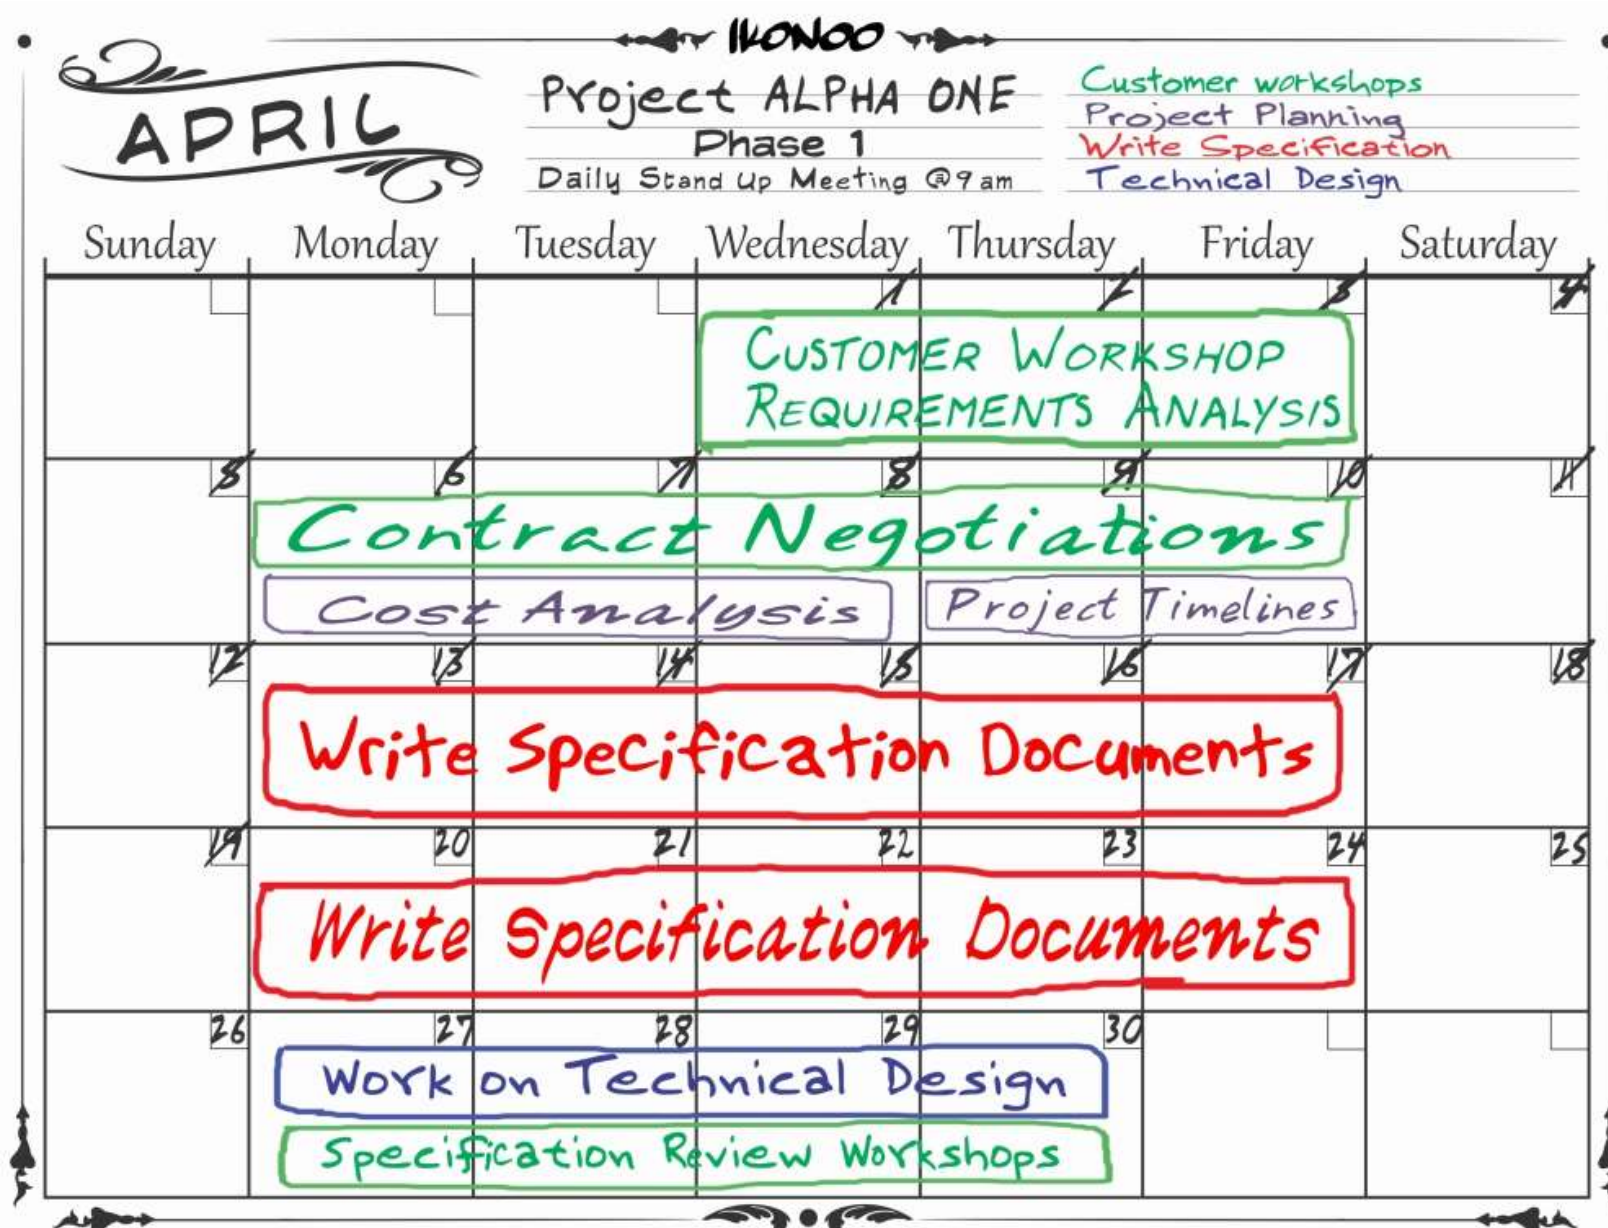 IKONOO
APRIL
Project ALPHA ONE
Phase 1
Daily Stand Up Meeting @9am
Customer workshops
Project Planning
Write Specification
Technical Design
Sunday Monday Tuesday Wednesday Thursday Friday Saturday
1 2 3 4
CUSTOMER WORKSHOP
REQUIREMENTS ANALYSIS
5 6 7 8 9 10 11
Contract Negotiations
Cost Analysis Project Timelines
12 13 14 15 16 17 18
Write Specification Documents
19 20 21 22 23 24 25
Write Specification Documents
26 27 28 29 30
Work on Technical Design
Specification Review Workshops